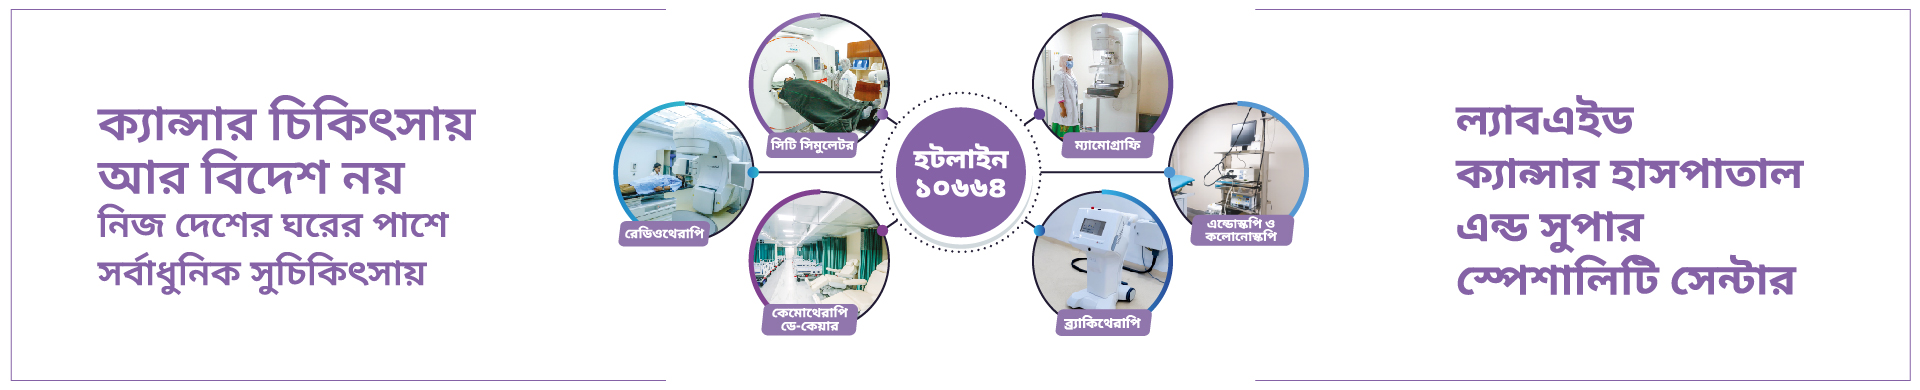 ক্যান্সার চিকিৎসায়
আর বিদেশ নয়
নিজ দেশের ঘরের পাশে
সর্বাধুনিক সুচিকিৎসায়
সিটি সিমুলেটর
রেডিওথেরাপি
কেমোথেরাপি
ডে-কেয়ার
হটলাইন
১০৬৬৪
ম্যামোগ্রাফি
এন্ডোস্কপি ও
কলোনোস্কপি
ব্র্যাকিথেরাপি
ল্যাবএইড
ক্যান্সার হাসপাতাল
এন্ড সুপার
স্পেশালিটি সেন্টার